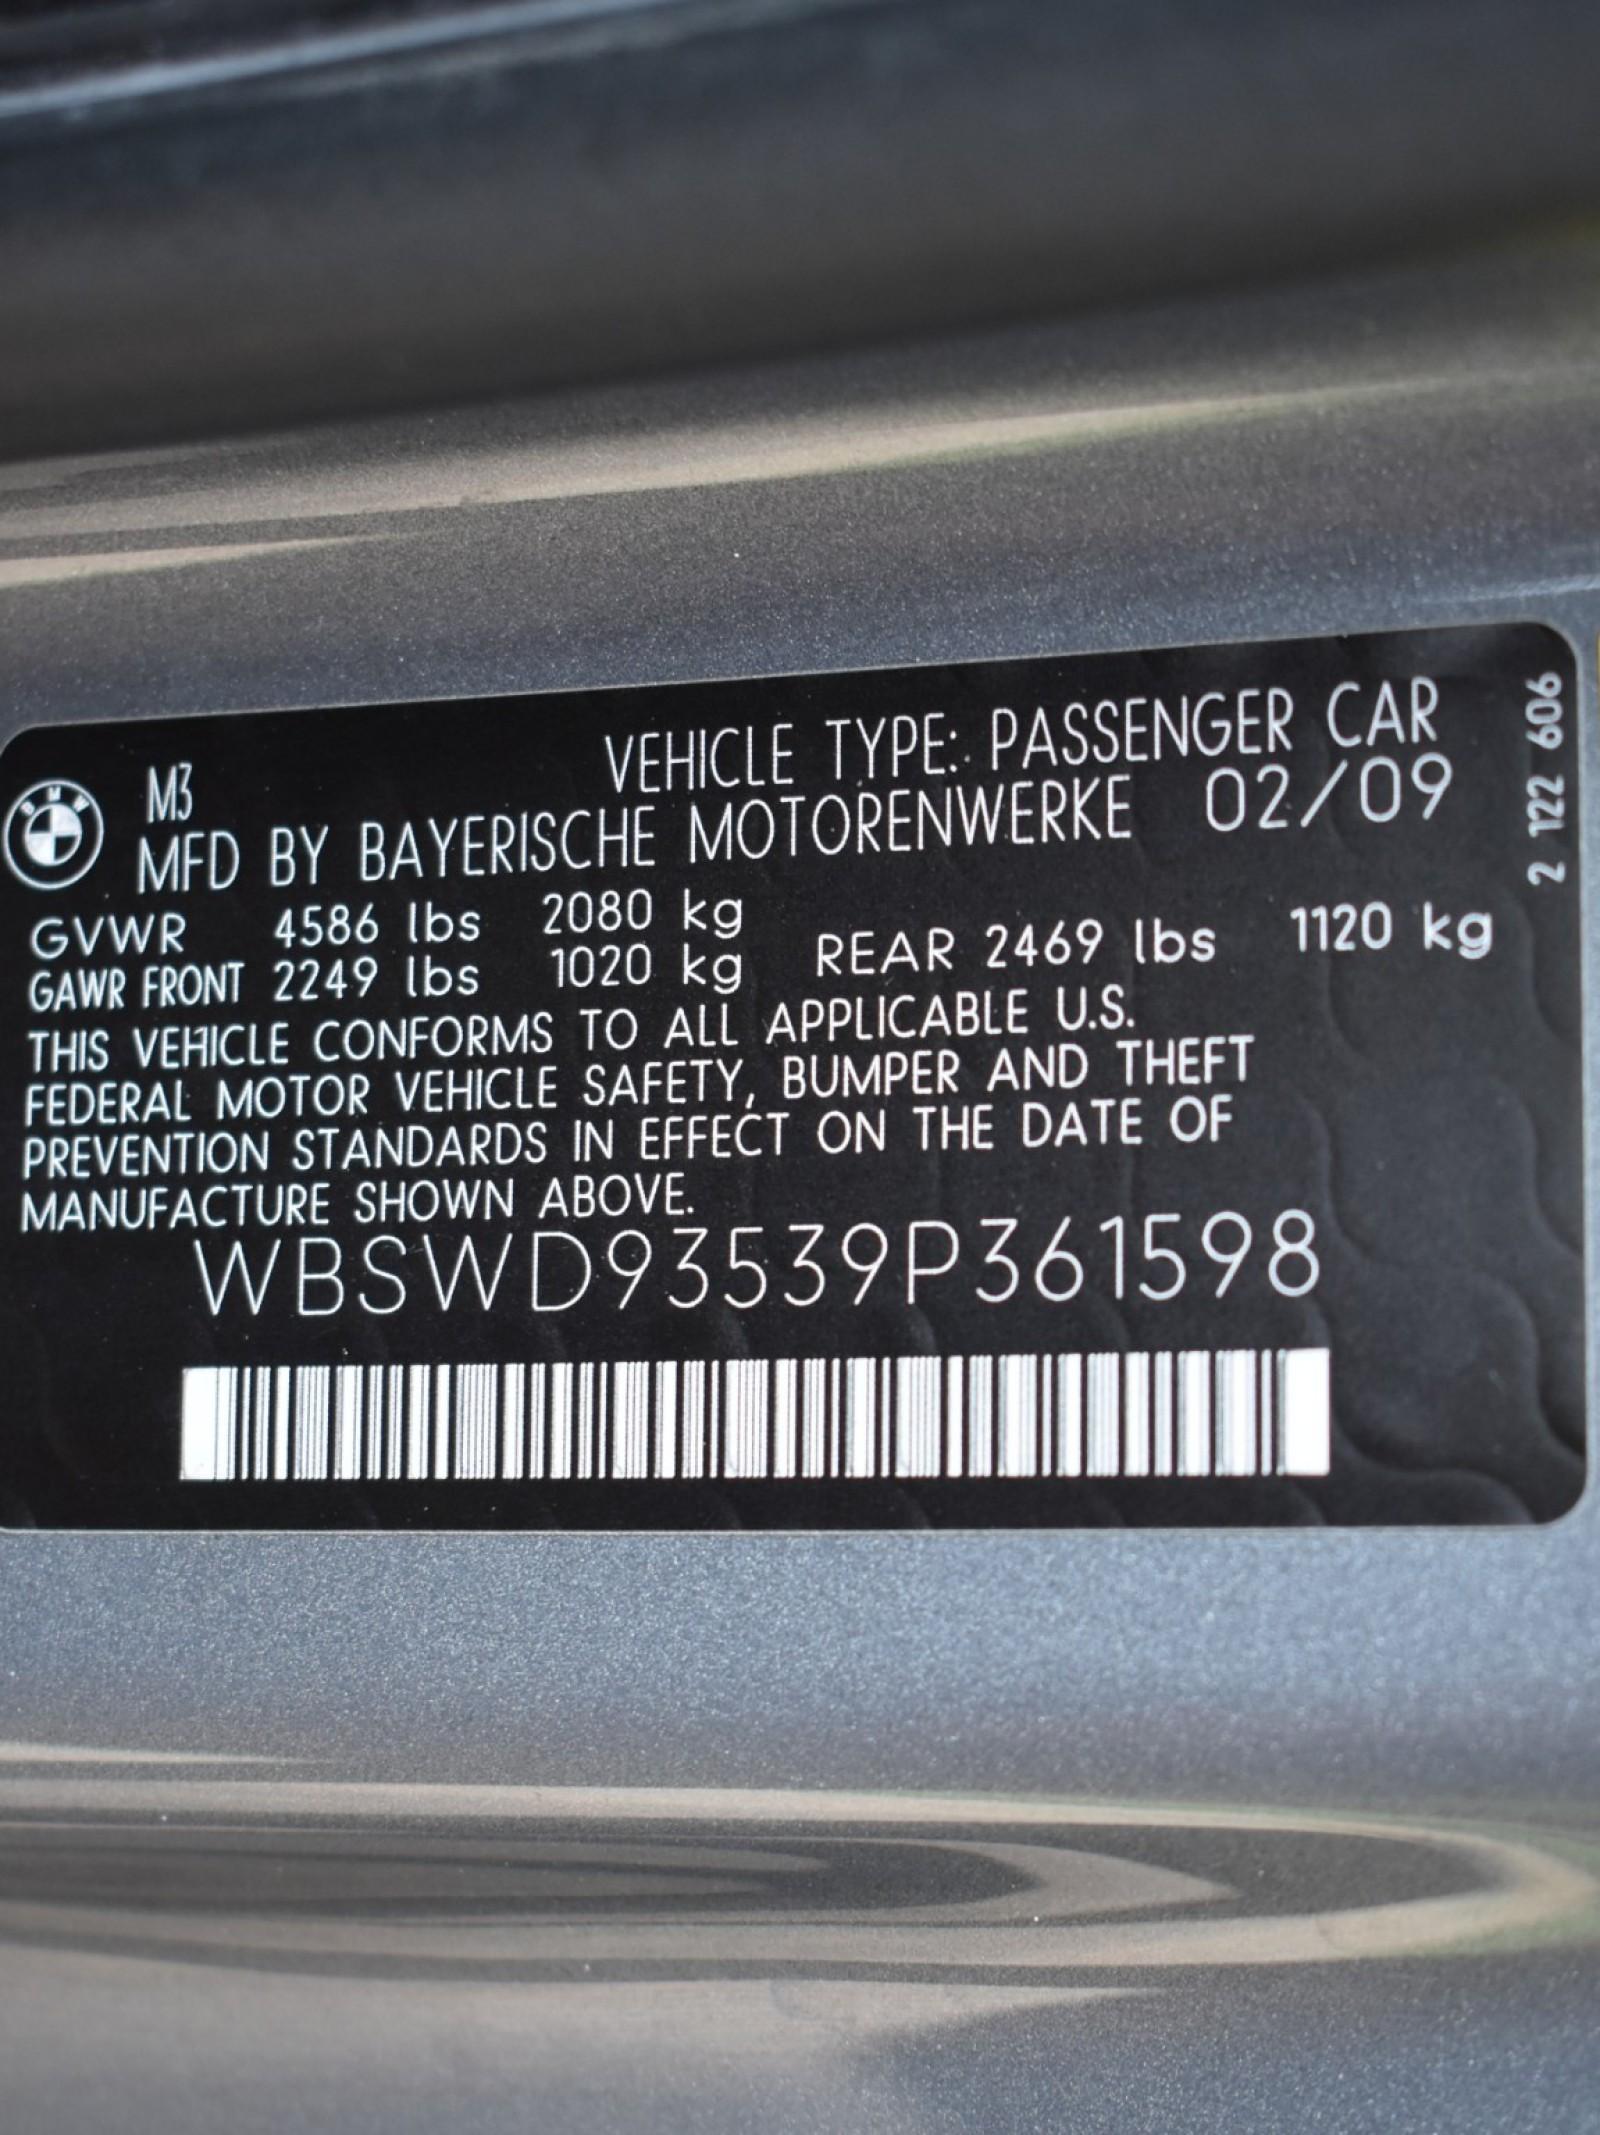 VEHICLE TYPE: PASSENGER CAR
M3
MFD BY BAYERISCHE MOTORENWERKE 02/09
GVWR 4586 lbs 2080 kg
GAWR FRONT 2249 lbs 1020 kg REAR 2469 lbs 1120 kg
THIS VEHICLE CONFORMS TO ALL APPLICABLE U.S.
FEDERAL MOTOR VEHICLE SAFETY, BUMPER AND THEFT
PREVENTION STANDARDS IN EFFECT ON THE DATE OF
MANUFACTURE SHOWN ABOVE.
WBSWD93539P361598
2 122 606
BMW